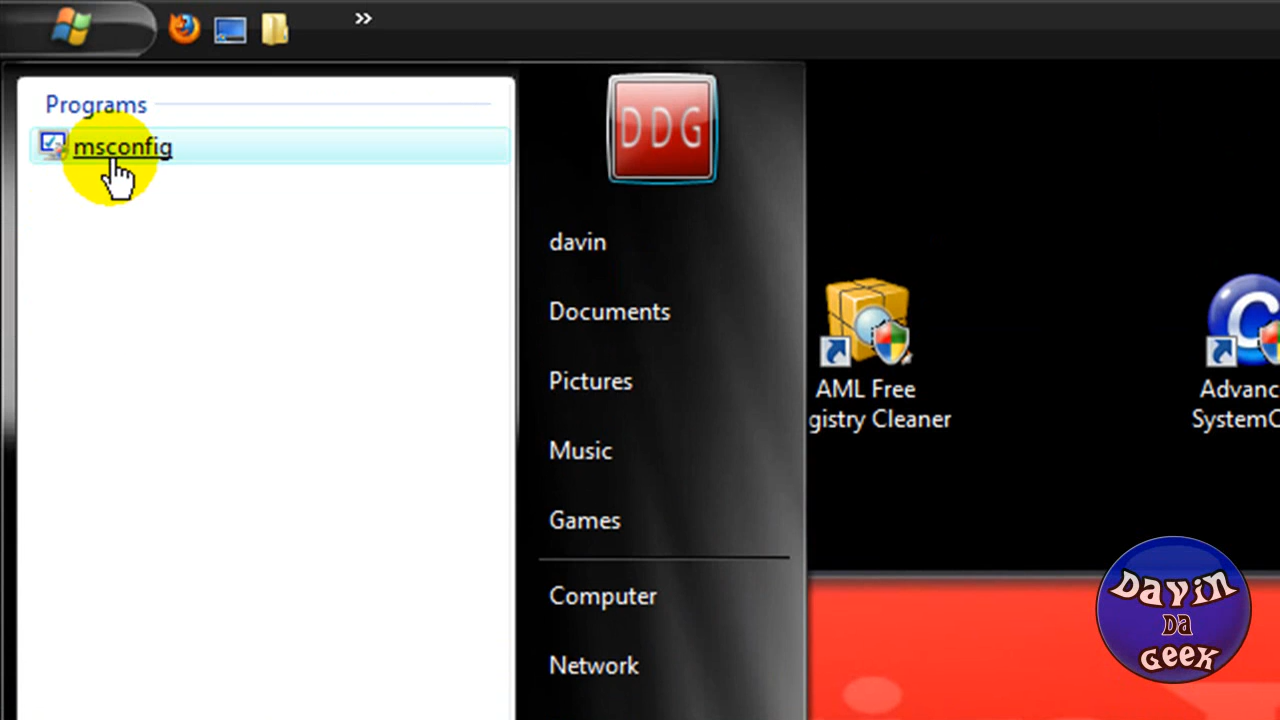 »
Programs
msconfig
DDG
davin
Documents
Pictures
Music
Games
Computer
Network
AML Free
gistry Cleaner
Advanc
SystemC
Davin
Da
Geek